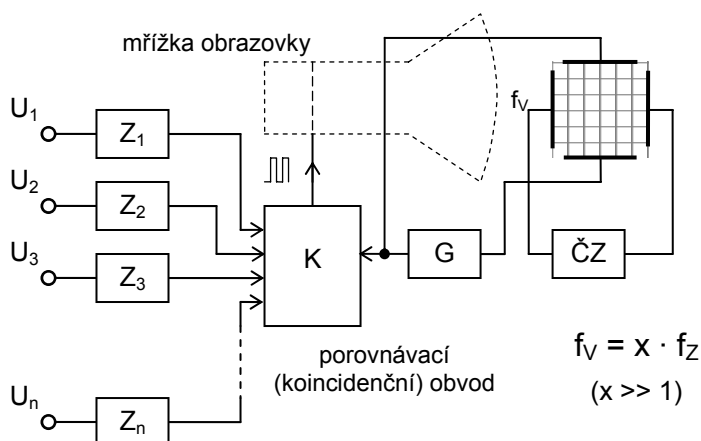 mřížka obrazovky
U1
Z1
U2
Z2
U3
Z3
Un
Zn
K
G
ČZ
fV
porovnávací
(koincidenční) obvod
fV = x · fZ
(x >> 1)